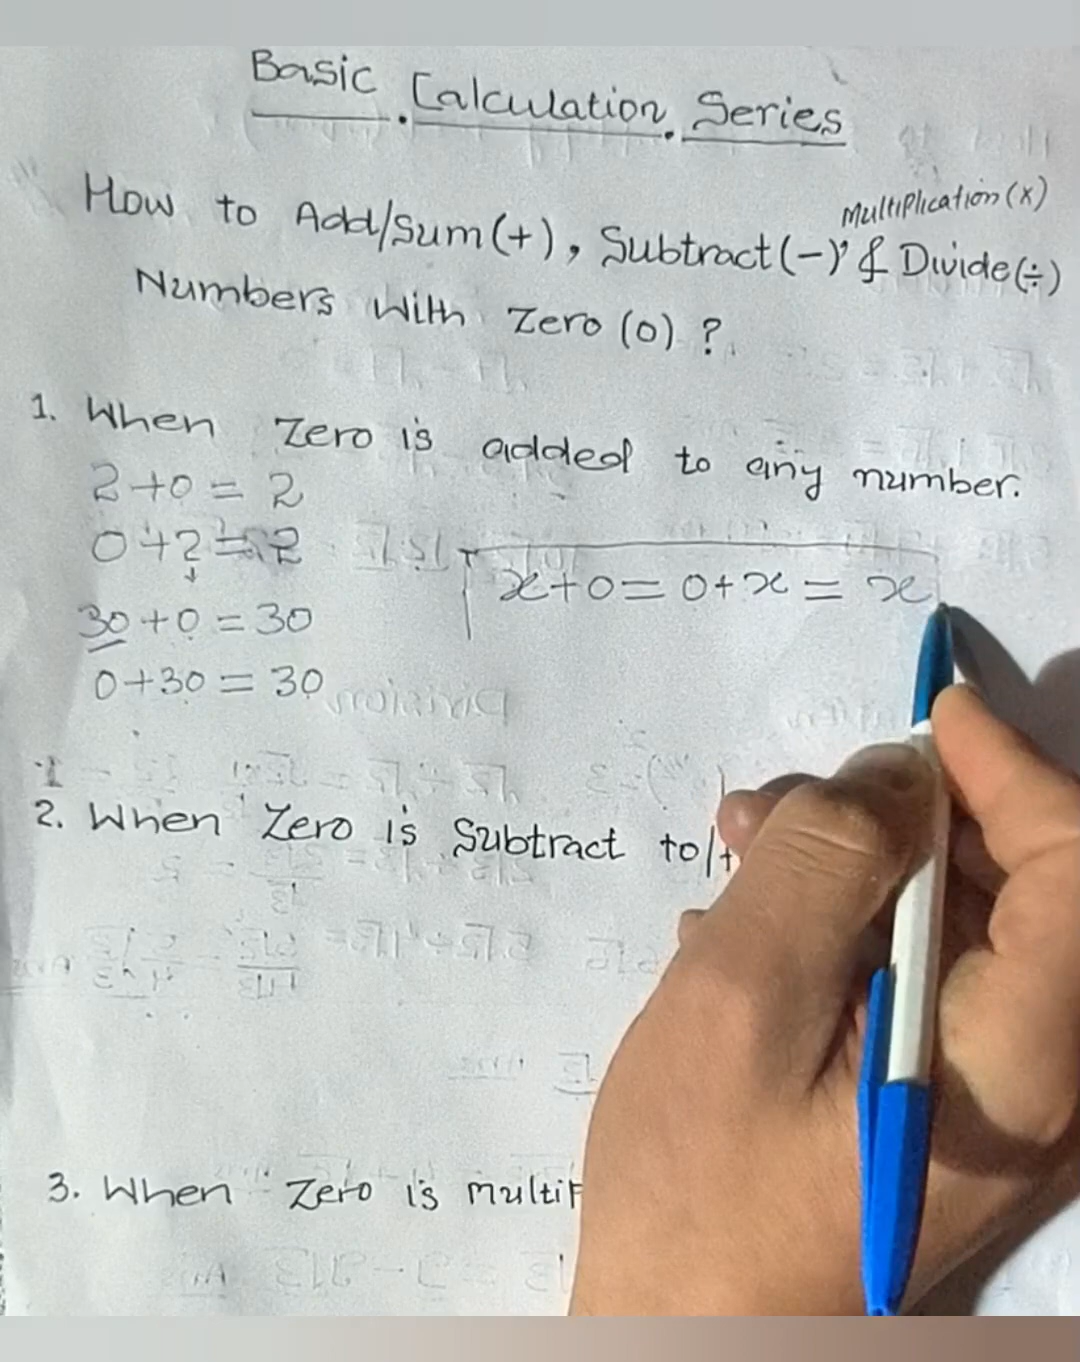 Basic Calculation Series
How to Add/Sum(+), Subtract(-), Multiplication(x) & Divide(÷)
Numbers With Zero (0) ?
1. When Zero is added to any number.
2+0 = 2
0+2 = 2
x+0 = 0+x = x
30+0 = 30
0+30 = 30
2. When Zero is Subtract to/
3. When Zero is